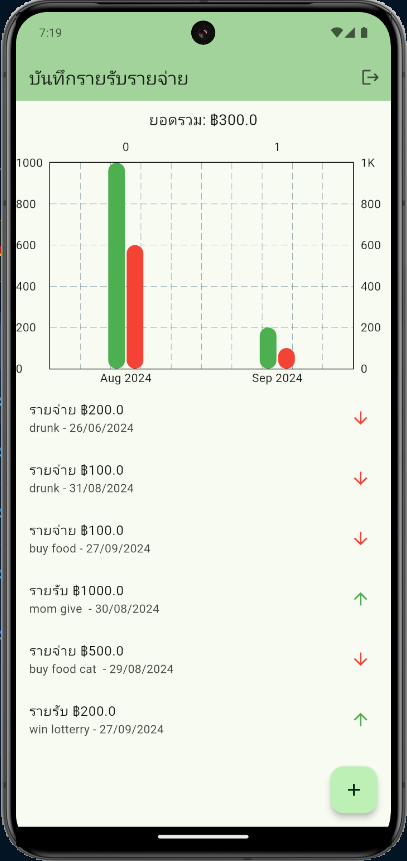 7:19
บันทึกรายรับรายจ่าย
ยอดรวม: ฿300.0
0 1
1000 1K
800 800
600 600
400 400
200 200
0 0
Aug 2024 Sep 2024
รายจ่าย ฿200.0
drunk - 26/06/2024
รายจ่าย ฿100.0
drunk - 31/08/2024
รายจ่าย ฿100.0
buy food - 27/09/2024
รายรับ ฿1000.0
mom give - 30/08/2024
รายจ่าย ฿500.0
buy food cat - 29/08/2024
รายรับ ฿200.0
win lotterry - 27/09/2024
+